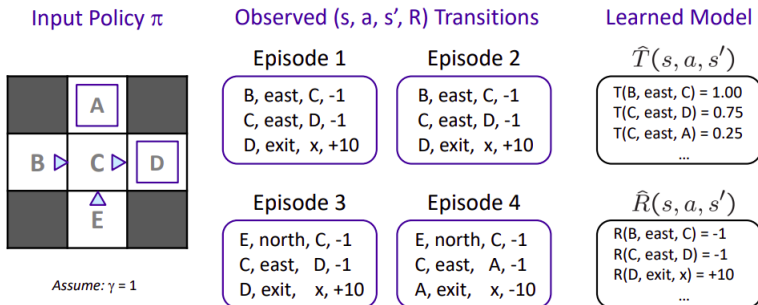 Input Policy π
Observed (s, a, s', R) Transitions
Learned Model
A
B
C
D
E
Assume: γ = 1
Episode 1
B, east, C, -1
C, east, D, -1
D, exit, x, +10
Episode 2
B, east, C, -1
C, east, D, -1
D, exit, x, +10
Episode 3
E, north, C, -1
C, east, D, -1
D, exit, x, +10
Episode 4
E, north, C, -1
C, east, A, -1
A, exit, x, -10
T̂(s, a, s′)
T(B, east, C) = 1.00
T(C, east, D) = 0.75
T(C, east, A) = 0.25
...
R̂(s, a, s′)
R(B, east, C) = -1
R(C, east, D) = -1
R(D, exit, x) = +10
...